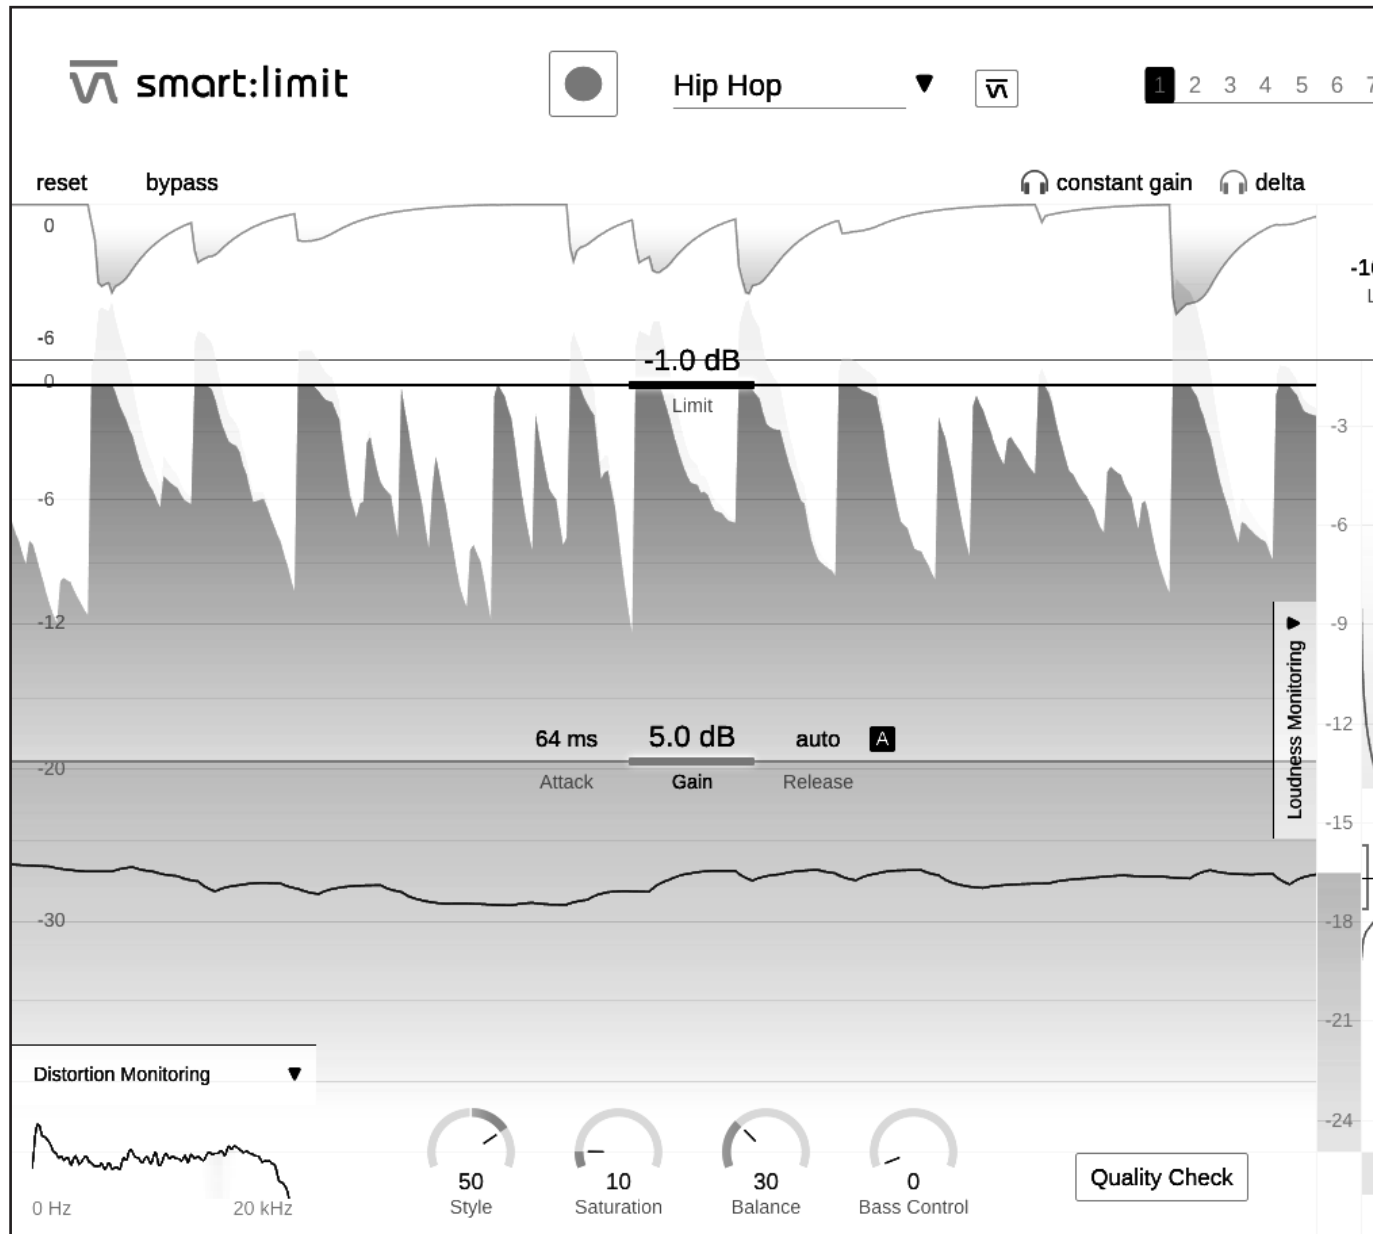 smart:limit
Hip Hop
1 2 3 4 5 6 7
reset bypass constant gain delta
0
-6
-1.0 dB
Limit
0
-3
-6
-6
-9
-12
-12
64 ms 5.0 dB auto A
Attack Gain Release
-20
Loudness Monitoring
-15
-30
-18
-21
-24
Distortion Monitoring
0 Hz 20 kHz
50 10 30 0
Style Saturation Balance Bass Control
Quality Check